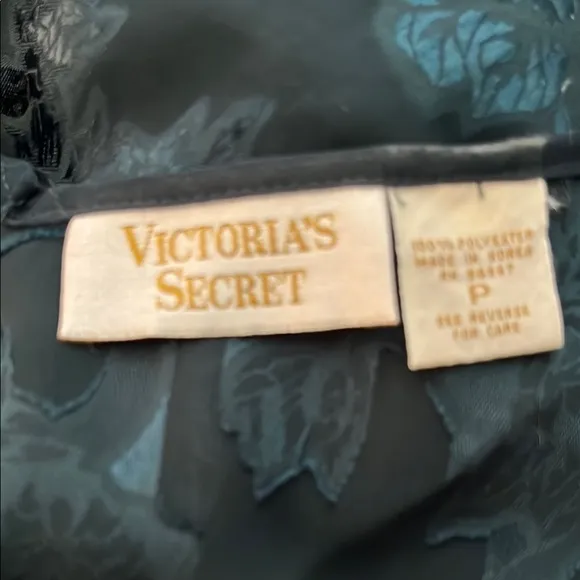 VICTORIA'S
SECRET
100% POLYESTER
MADE IN KOREA
P
SEE REVERSE
FOR CARE